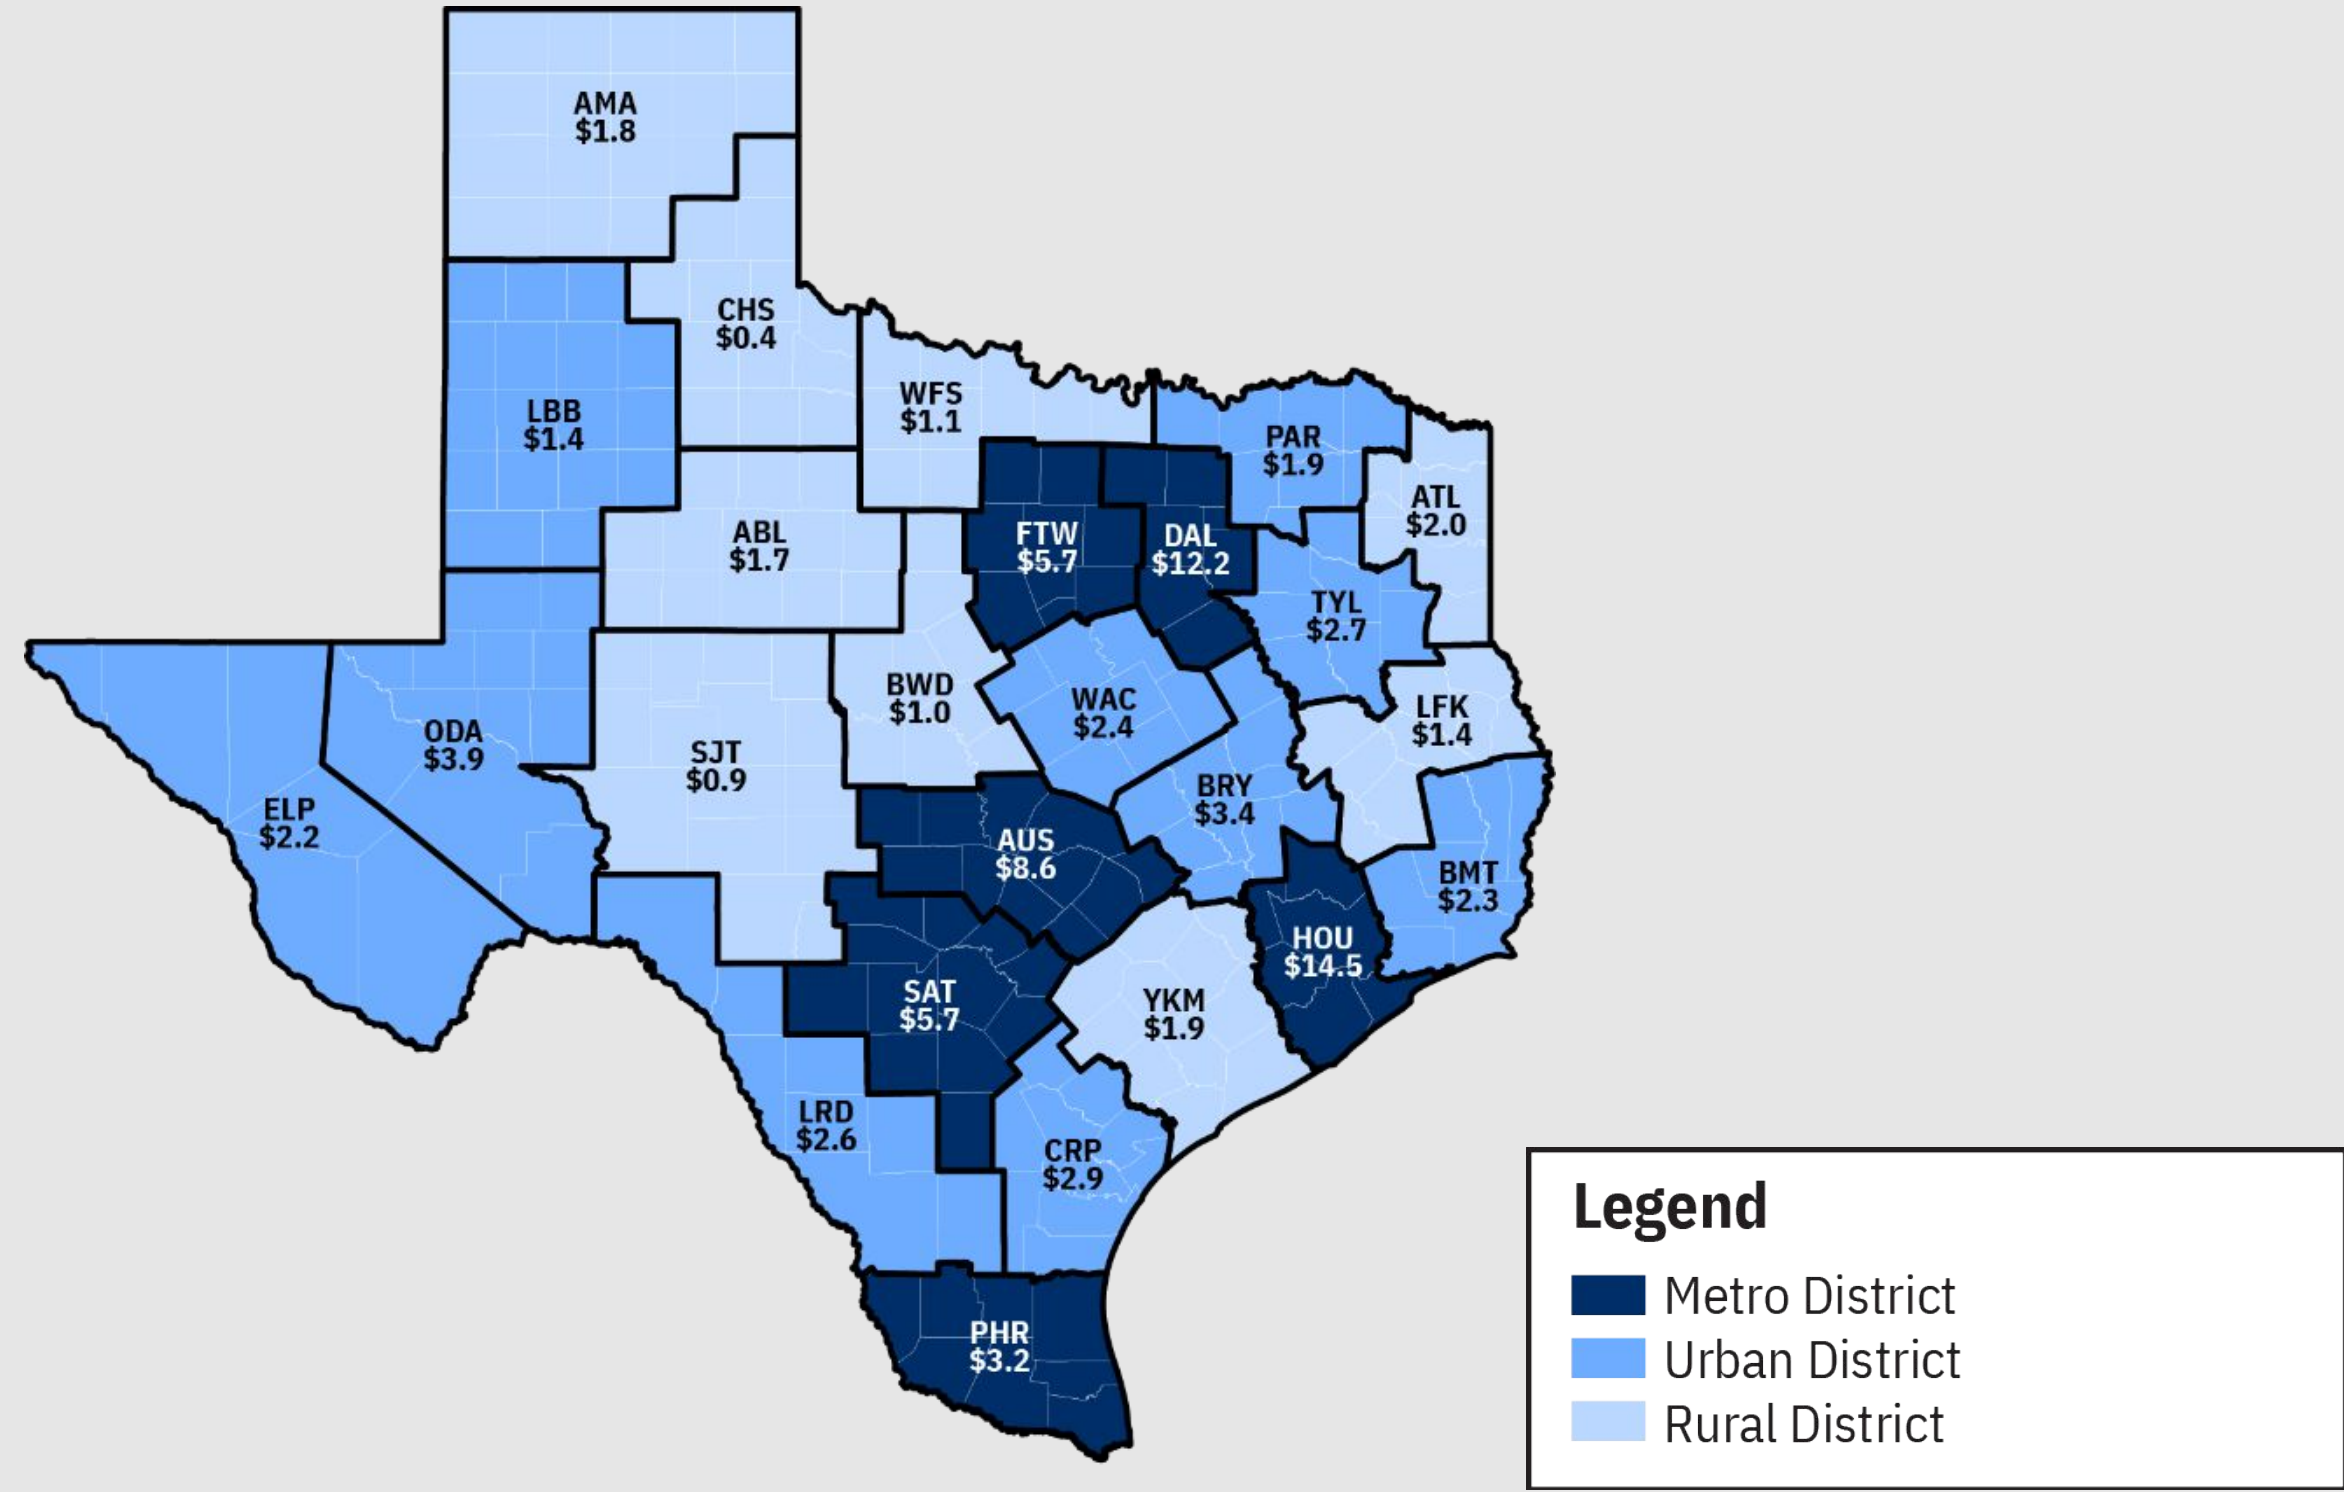 AMA
$1.8
CHS
$0.4
LBB
$1.4
WFS
$1.1
PAR
$1.9
ATL
$2.0
ABL
$1.7
FTW
$5.7
DAL
$12.2
TYL
$2.7
BWD
$1.0
WAC
$2.4
LFK
$1.4
ODA
$3.9
SJT
$0.9
ELP
$2.2
BRY
$3.4
AUS
$8.6
BMT
$2.3
HOU
$14.5
SAT
$5.7
YKM
$1.9
LRD
$2.6
CRP
$2.9
PHR
$3.2
Legend
Metro District
Urban District
Rural District